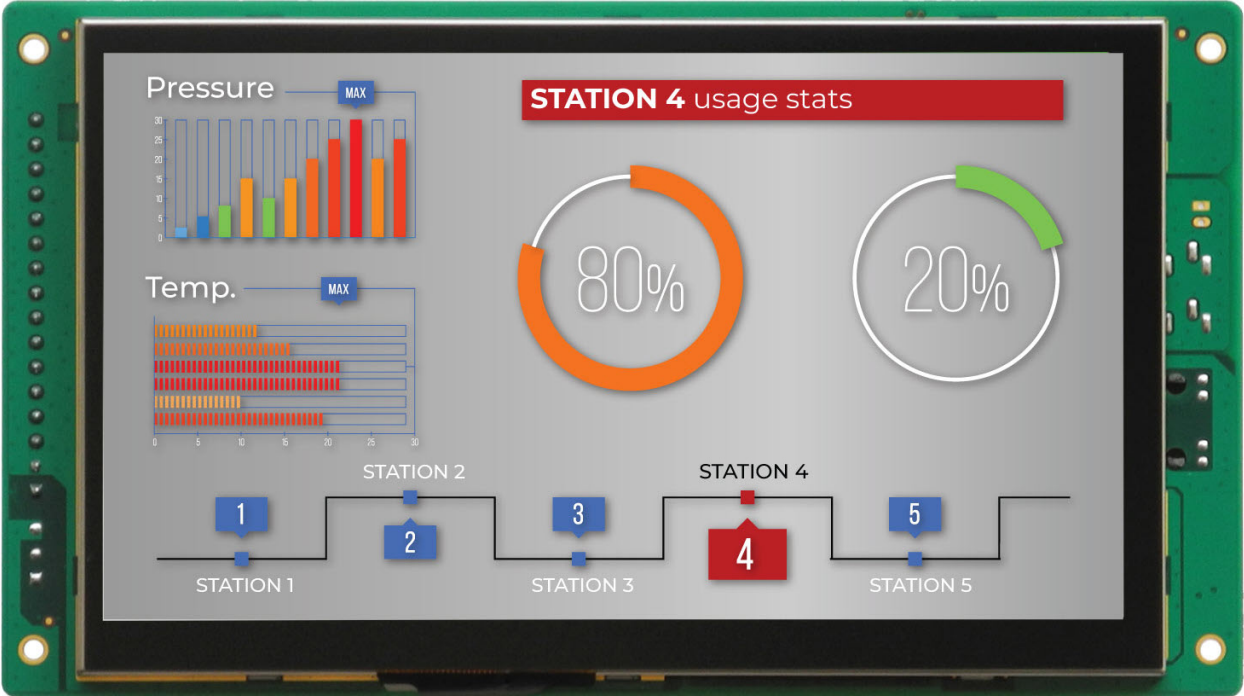 Pressure
MAX
30
25
20
15
10
5
0
STATION 4 usage stats
80%
20%
Temp.
MAX
0 5 10 15 20 25 30
STATION 2
STATION 4
1
3
5
2
4
STATION 1
STATION 3
STATION 5